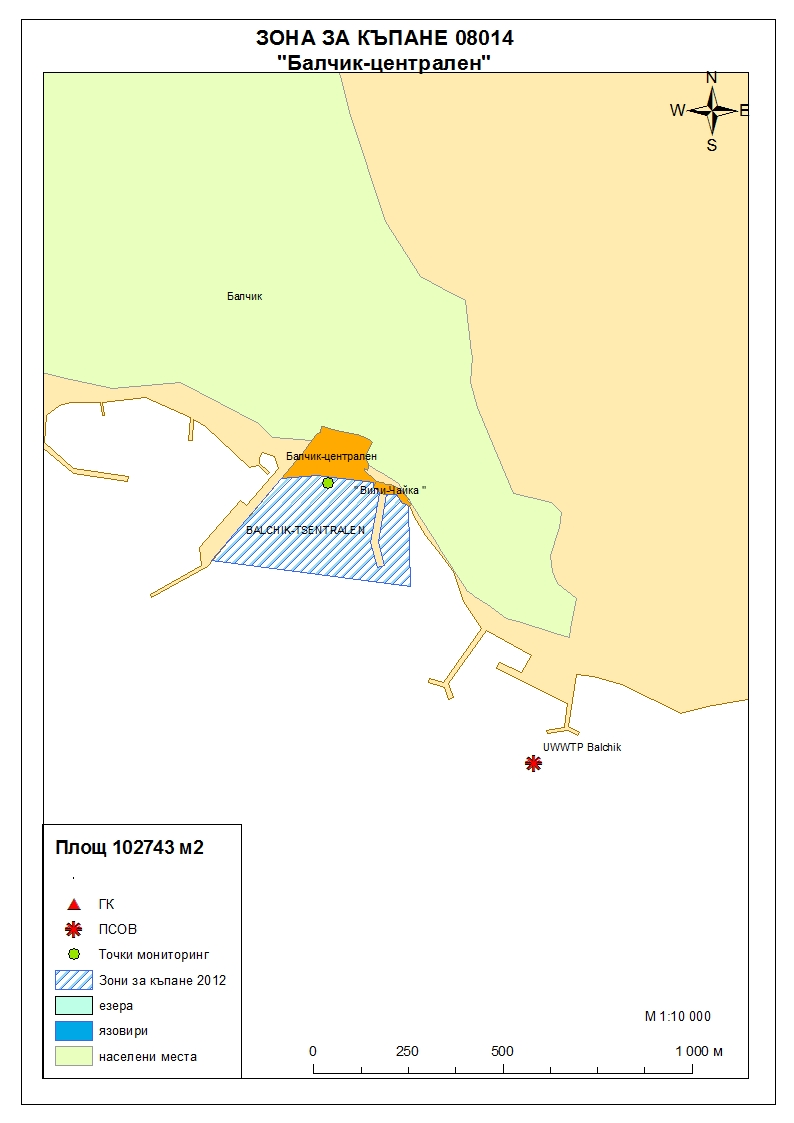 ЗОНА ЗА КЪПАНЕ 08014
"Балчик-централен"
N
W E
S
Балчик
Балчик-централен
"Вили-Чайка "
BALCHIK-TSENTRALEN
UWWTP Balchik
Площ 102743 м2
ГК
ПСОВ
Точки мониторинг
Зони за къпане 2012
езера
язовири
населени места
М 1:10 000
0 250 500 1 000 м